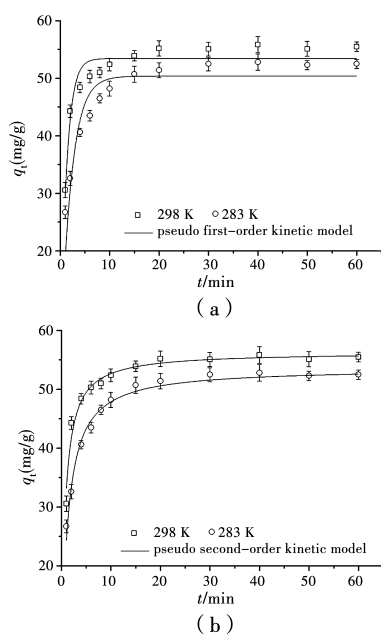 60
50
40
30
20
qt(mg/g)
298 K 283 K
pseudo first-order kinetic model
0 10 20 30 40 50 60
t/min
(a)
60
50
40
30
20
qt(mg/g)
298 K 283 K
pseudo second-order kinetic model
0 10 20 30 40 50 60
t/min
(b)